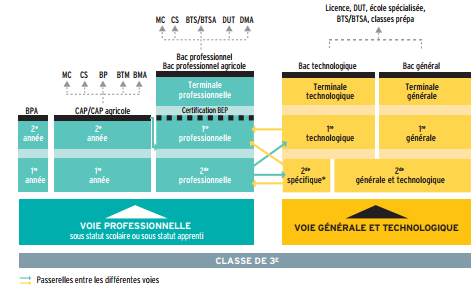 Licence, DUT, école spécialisée,
BTS/BTSA, classes prépa
MC CS BTS/BTSA DUT DMA
Bac professionnel
Bac professionnel agricole
Bac technologique
Bac général
MC CS BP BTM BMA
Terminale
professionnelle
Terminale
technologique
Terminale
générale
BPA
CAP/CAP agricole
Certification BEP
2e
année
2e
année
1re
professionnelle
1re
technologique
1re
générale
1re
année
1re
année
2de
professionnelle
2de
spécifique*
2de
générale et technologique
VOIE PROFESSIONNELLE
sous statut scolaire ou sous statut apprenti
VOIE GÉNÉRALE ET TECHNOLOGIQUE
CLASSE DE 3E
Passerelles entre les différentes voies